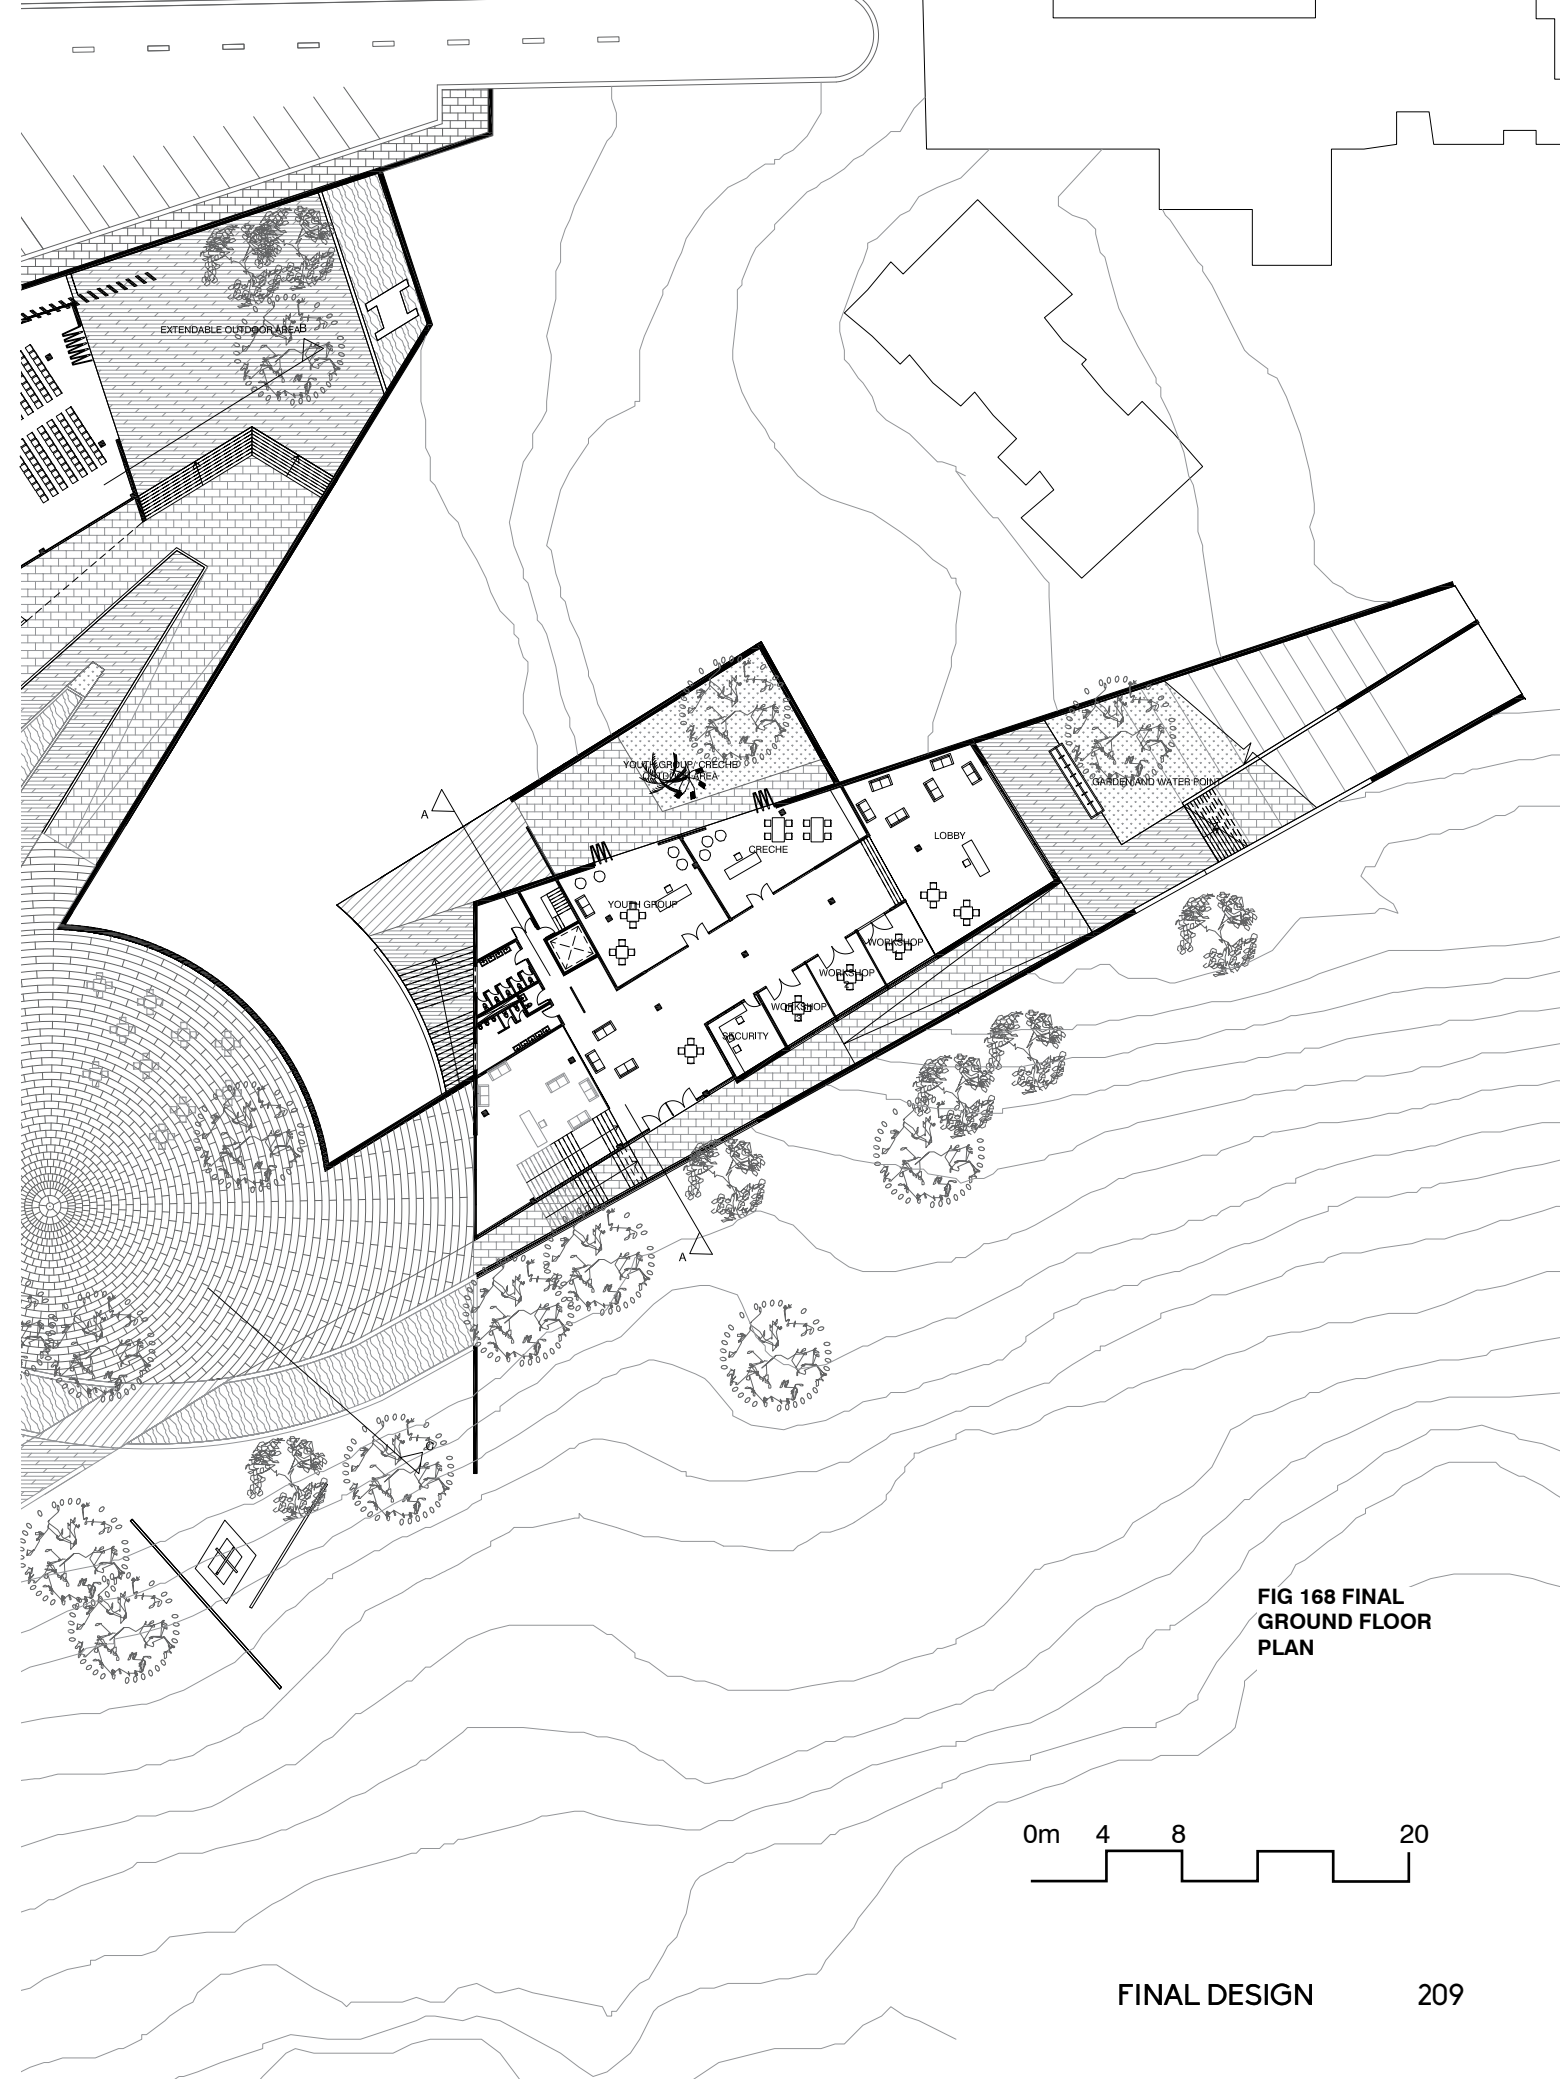 EXTENDABLE OUTDOOR AREA
B
YOUTH GROUP/ CRECHE
OUTDOOR AREA
GARDEN AND WATER POINT
A
LOBBY
CRECHE
YOUTH GROUP
WORKSHOP
WORKSHOP
WORKSHOP
SECURITY
A
C
FIG 168 FINAL
GROUND FLOOR
PLAN
0m 4 8 20
FINAL DESIGN 209